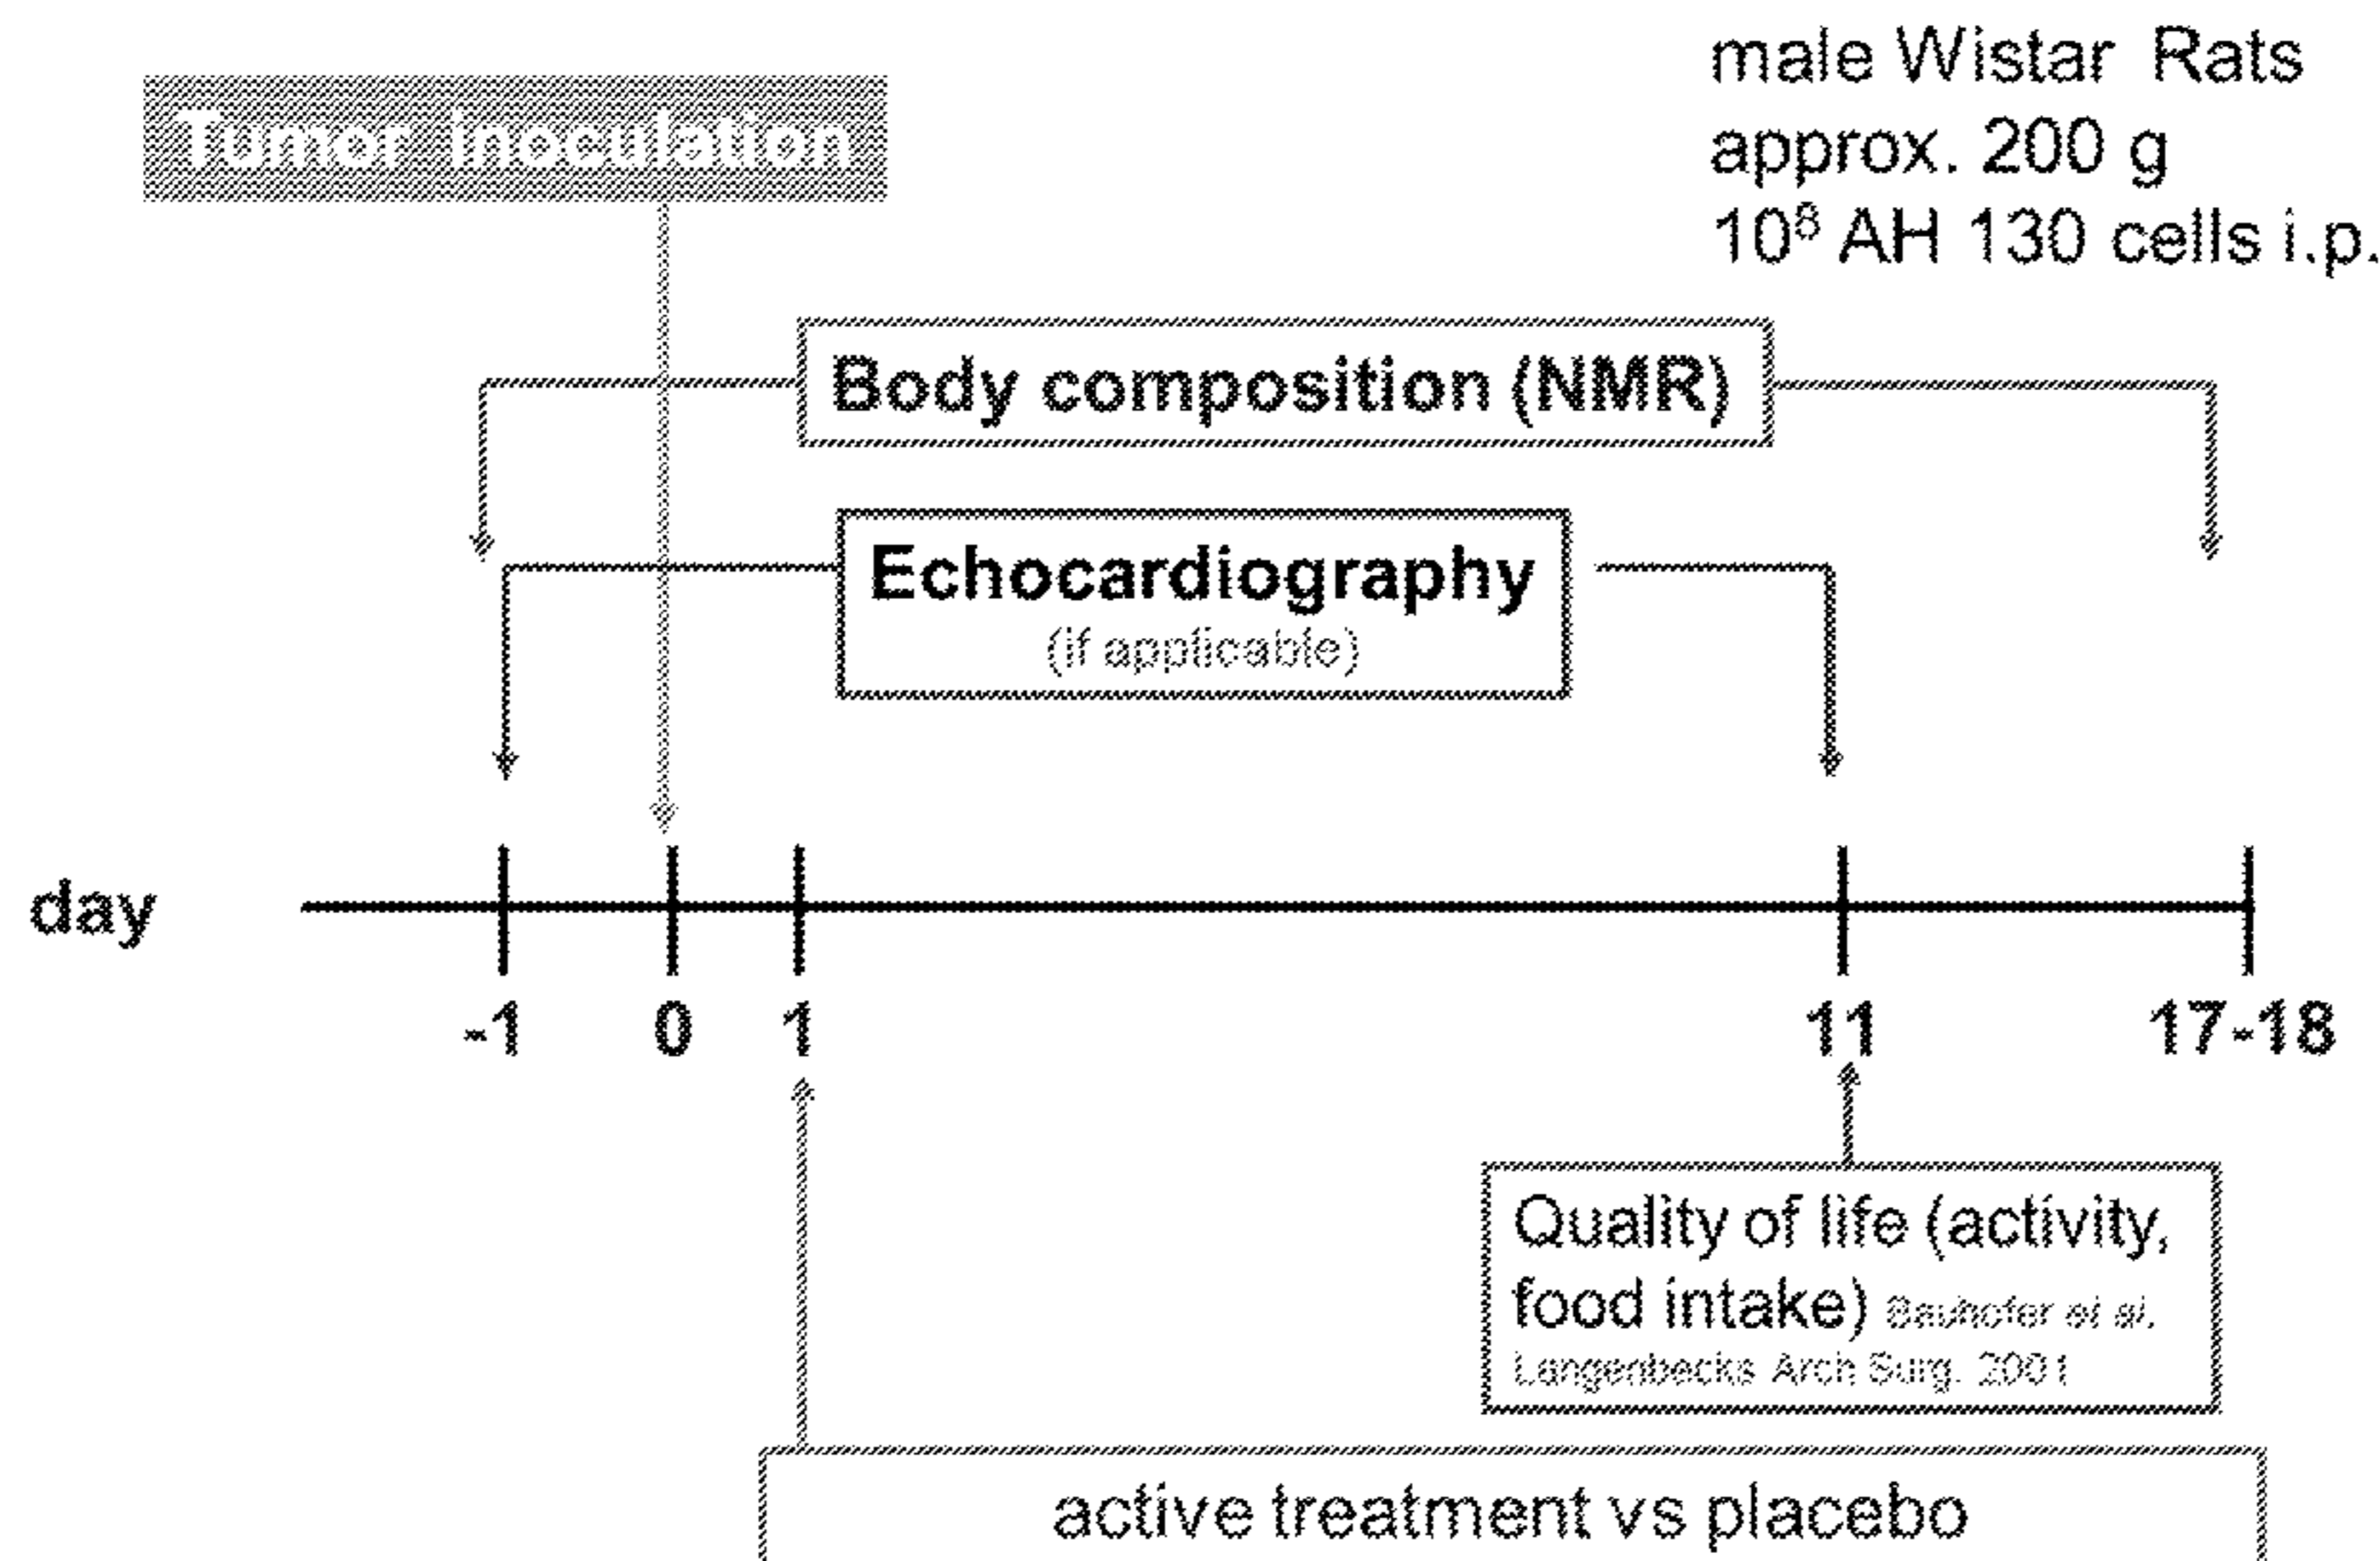 male Wistar Rats
approx. 200 g
10⁸ AH 130 cells i.p.
Tumor inoculation
Body composition (NMR)
Echocardiography
(if applicable)
day
-1 0 1 11 17-18
Quality of life (activity,
food intake) Bauhofer et al.
Langenbecks Arch Surg. 2001
active treatment vs placebo